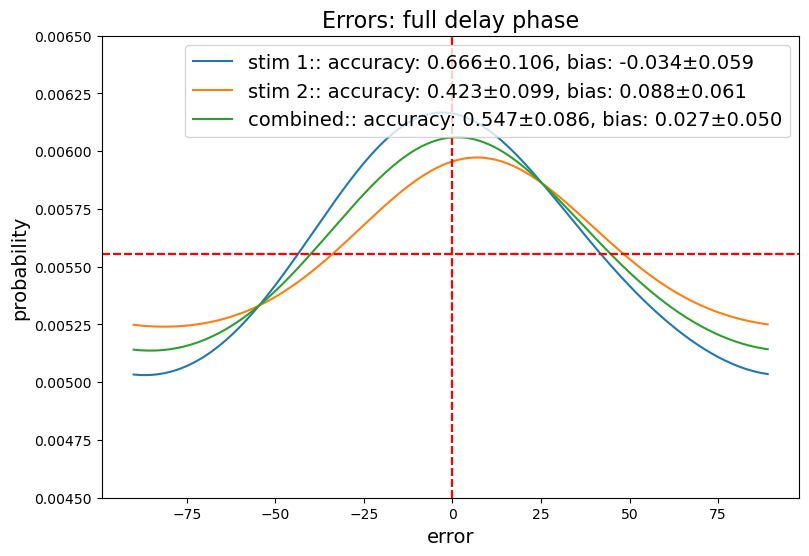 Errors: full delay phase
stim 1:: accuracy: 0.666±0.106, bias: -0.034±0.059
stim 2:: accuracy: 0.423±0.099, bias: 0.088±0.061
combined:: accuracy: 0.547±0.086, bias: 0.027±0.050
probability
0.00650
0.00625
0.00600
0.00575
0.00550
0.00525
0.00500
0.00475
0.00450
−75
−50
−25
0
25
50
75
error